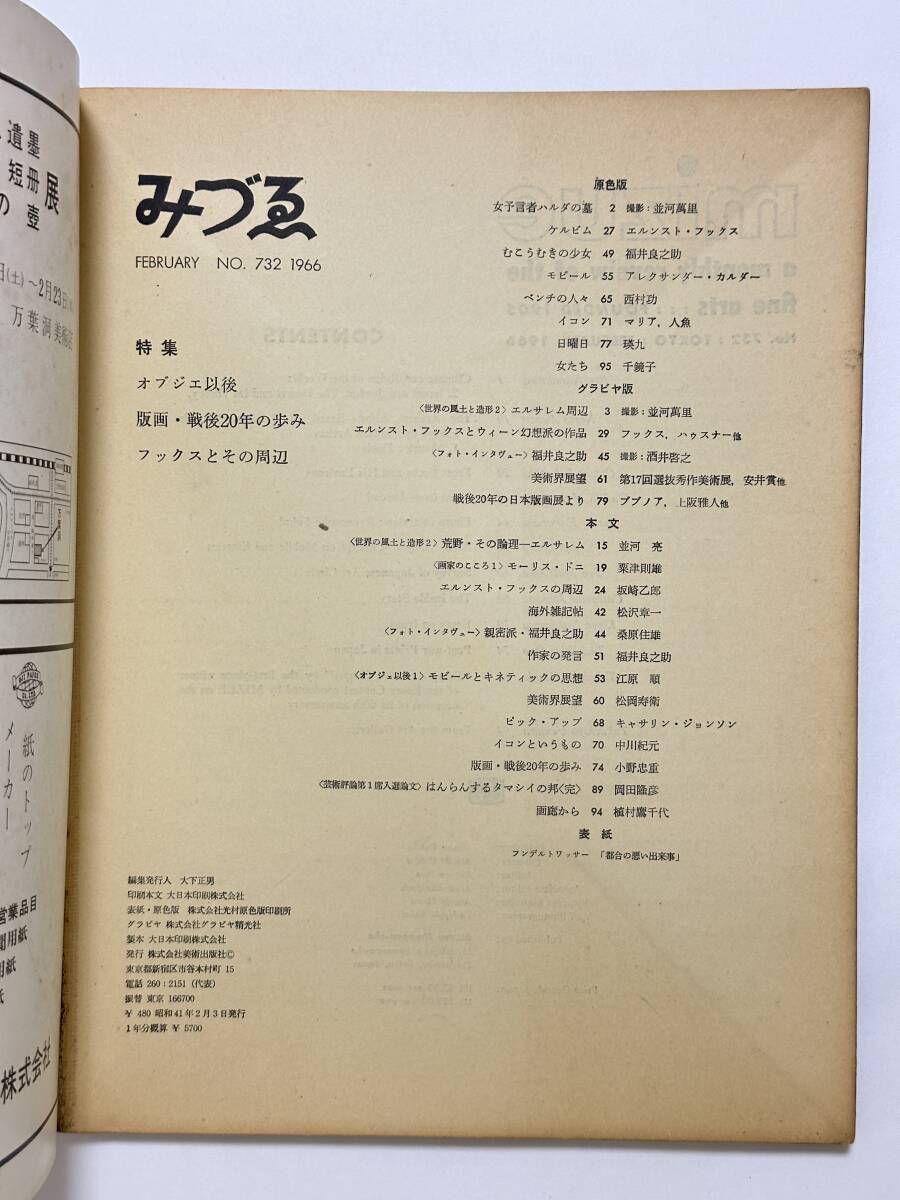 遺墨
短冊
展
の壺
日(土)～2月23日
万葉洞美術店
紙のトップ
メーカー
営業品目
聞用紙
用紙
紙
株式会社
みづゑ
FEBRUARY NO. 732 1966
特集
オブジエ以後
版画・戦後20年の歩み
フックスとその周辺
原色版
女予言者ハルダの墓 2 撮影：並河萬里
ケルビム 27 エルンスト・フックス
むこうむきの少女 49 福井良之助
モビール 55 アレクサンダー・カルダー
ベンチの人々 65 西村功
イコン 71 マリア，人魚
日曜日 77 瑛九
女たち 95 千鏡子
グラビヤ版
〈世界の風土と造形2〉エルサレム周辺 3 撮影：並河萬里
エルンスト・フックスとウィーン幻想派の作品 29 フックス，ハゥスナー他
〈フォト・インタヴュー〉福井良之助 45 撮影：酒井啓之
美術界展望 61 第17回選抜秀作美術展，安井賞他
戦後20年の日本版画展より 79 ブブノア，上阪雅人他
本文
〈世界の風土と造形2〉荒野・その論理—エルサレム 15 並河 亮
〈画家のこころ1〉モーリス・ドニ 19 粟津則雄
エルンスト・フックスの周辺 24 坂崎乙郎
海外雑記帖 42 松沢章一
〈フォト・インタヴュー〉親密派・福井良之助 44 桑原住雄
作家の発言 51 福井良之助
〈オブジェ以後1〉モビールとキネティックの思想 53 江原 順
美術界展望 60 松岡寿衛
ピック・アップ 68 キャサリン・ジョンソン
イコンというもの 70 中川紀元
版画・戦後20年の歩み 74 小野忠重
〈芸術評論第1席入選論文〉はんらんするタマシイの邦〈完〉 89 岡田隆彦
画廊から 94 植村鷹千代
表紙
フンデルトワッサー 「都合の悪い出来事」
編集発行人 大下正男
印刷本文 大日本印刷株式会社
表紙・原色版 株式会社光村原色版印刷所
グラビヤ 株式会社グラビヤ精光社
製本 大日本印刷株式会社
発行 株式会社美術出版社Ⓒ
東京都新宿区市谷本村町 15
電話 260：2151（代表）
振替 東京 166700
¥ 480 昭和41年2月3日発行
1年分概算 ¥ 5700